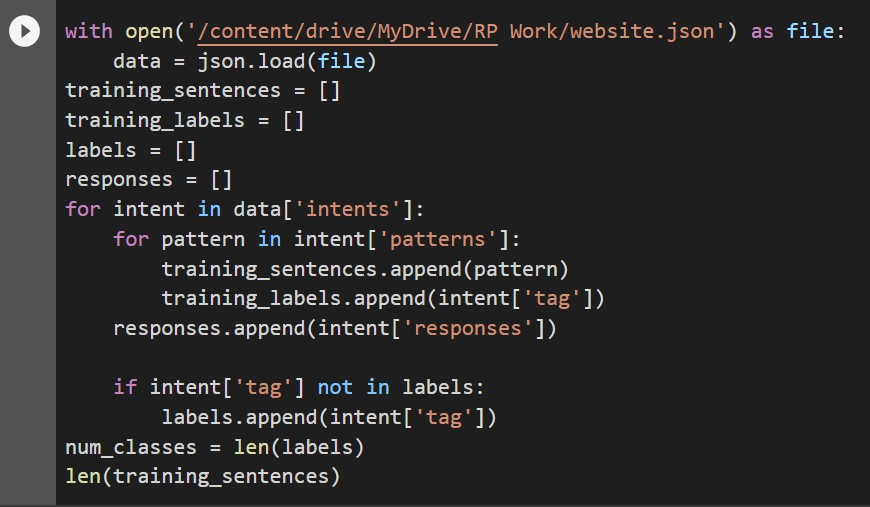 with open('/content/drive/MyDrive/RP Work/website.json') as file:
    data = json.load(file)
training_sentences = []
training_labels = []
labels = []
responses = []
for intent in data['intents']:
    for pattern in intent['patterns']:
        training_sentences.append(pattern)
        training_labels.append(intent['tag'])
    responses.append(intent['responses'])

    if intent['tag'] not in labels:
        labels.append(intent['tag'])
num_classes = len(labels)
len(training_sentences)